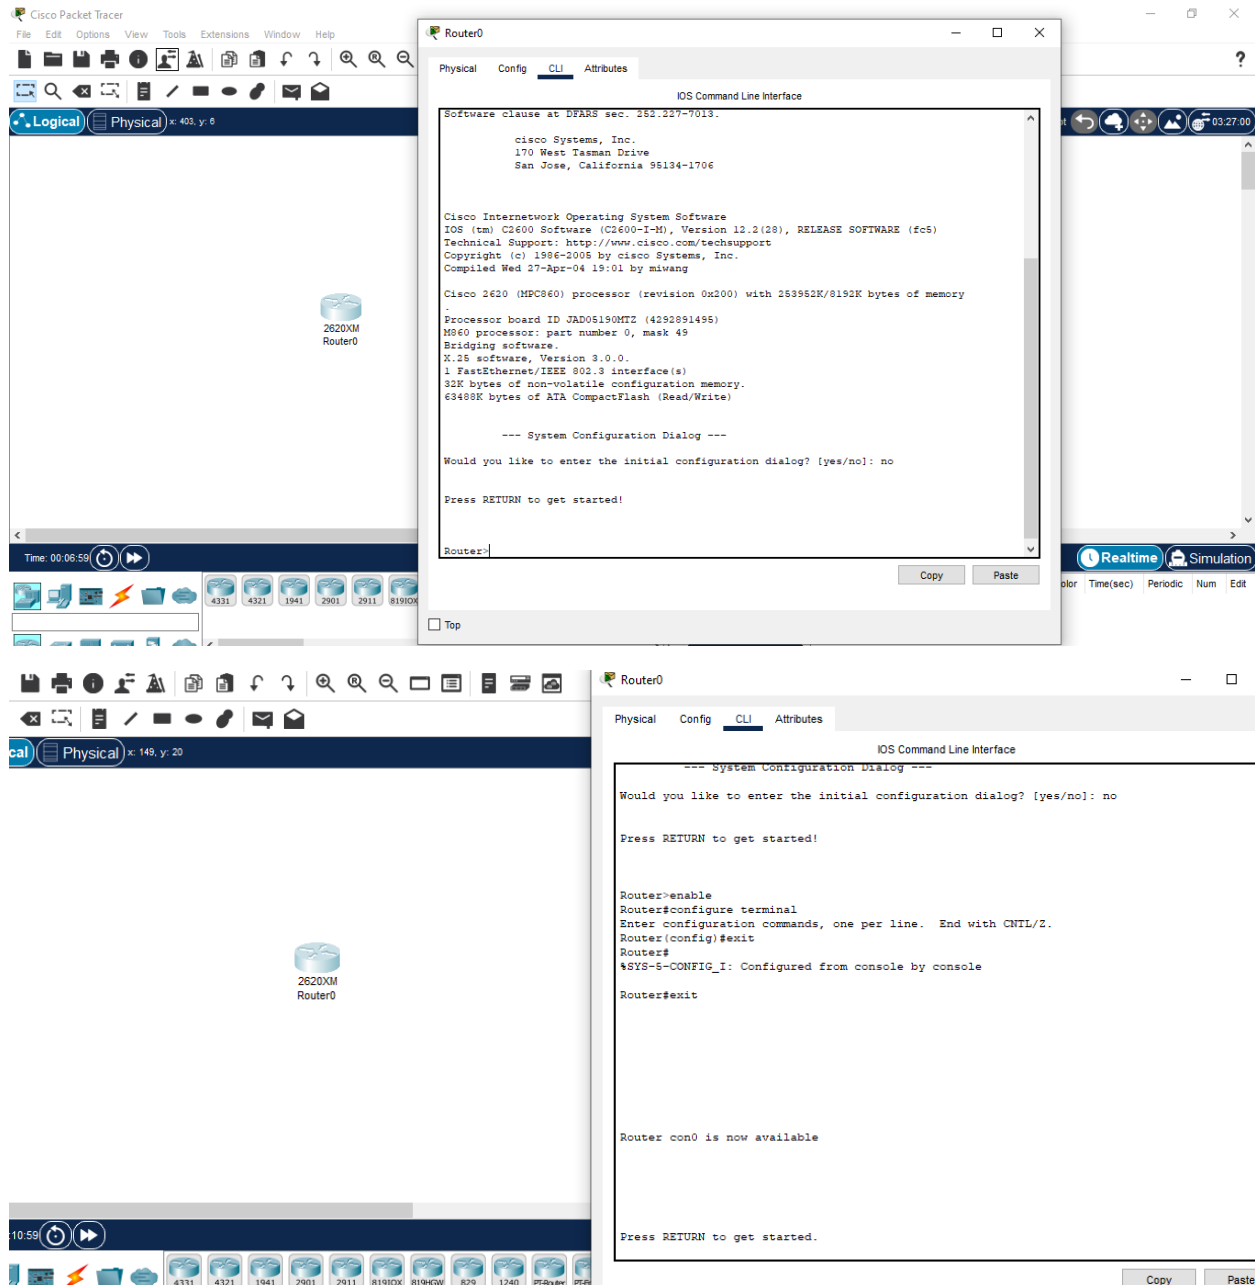 Cisco Packet Tracer
File Edit Options View Tools Extensions Window Help
?
Logical Physical x: 403, y: 6
03:27:00
2620XM
Router0
Time: 00:06:59
Realtime Simulation
Time(sec) Periodic Num Edit
4331 4321 1941 2901 2911 819IOX
Router0
Physical Config CLI Attributes
IOS Command Line Interface
Software clause at DFARS sec. 252.227-7013.
cisco Systems, Inc.
170 West Tasman Drive
San Jose, California 95134-1706
Cisco Internetwork Operating System Software
IOS (tm) C2600 Software (C2600-I-M), Version 12.2(28), RELEASE SOFTWARE (fc5)
Technical Support: http://www.cisco.com/techsupport
Copyright (c) 1986-2005 by cisco Systems, Inc.
Compiled Wed 27-Apr-04 19:01 by miwang
Cisco 2620 (MPC860) processor (revision 0x200) with 253952K/8192K bytes of memory
.
Processor board ID JAD05190MTZ (4292891495)
M860 processor: part number 0, mask 49
Bridging software.
X.25 software, Version 3.0.0.
1 FastEthernet/IEEE 802.3 interface(s)
32K bytes of non-volatile configuration memory.
63488K bytes of ATA CompactFlash (Read/Write)
--- System Configuration Dialog ---
Would you like to enter the initial configuration dialog? [yes/no]: no
Press RETURN to get started!
Router>
Copy Paste
Top
Physical x: 149, y: 20
2620XM
Router0
:10:59
4331 4321 1941 2901 2911 819IOX 819HGW 829 1240 PT-Router
Router0
Physical Config CLI Attributes
IOS Command Line Interface
--- System Configuration Dialog ---
Would you like to enter the initial configuration dialog? [yes/no]: no
Press RETURN to get started!
Router>enable
Router#configure terminal
Enter configuration commands, one per line.  End with CNTL/Z.
Router(config)#exit
Router#
%SYS-5-CONFIG_I: Configured from console by console
Router#exit
Router con0 is now available
Press RETURN to get started.
Copy Paste